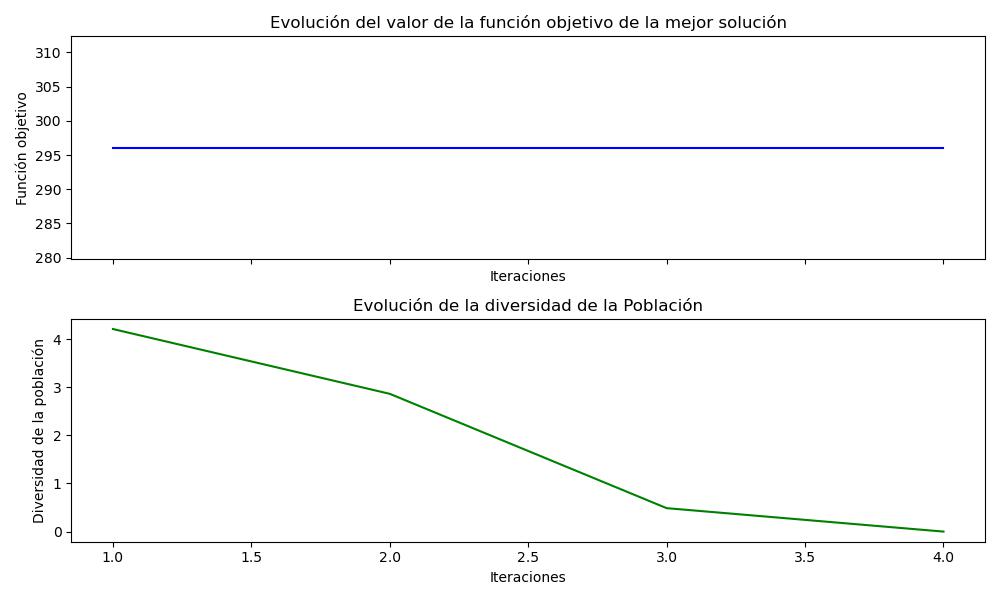 Evolución del valor de la función objetivo de la mejor solución
Función objetivo
310
305
300
295
290
285
280
Iteraciones
Evolución de la diversidad de la Población
Diversidad de la población
4
3
2
1
0
1.0 1.5 2.0 2.5 3.0 3.5 4.0
Iteraciones